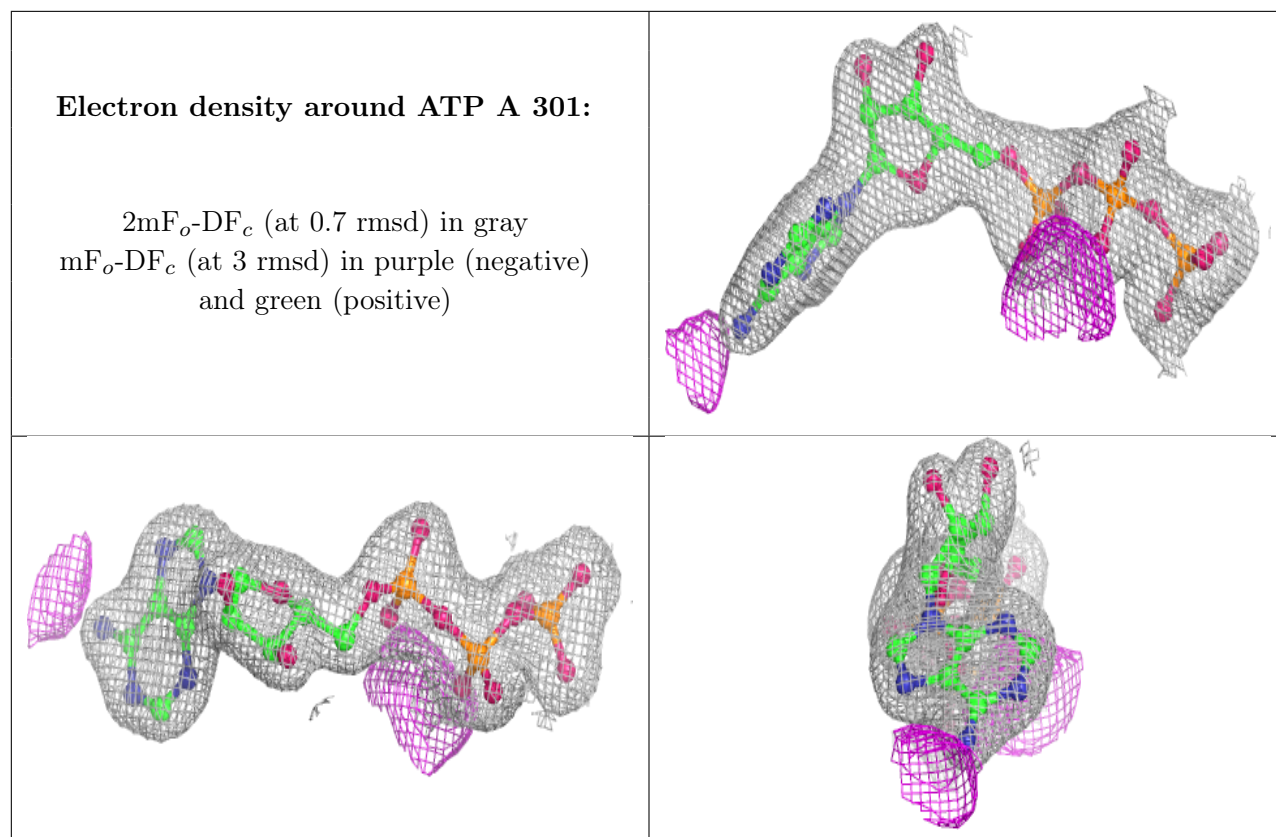 Electron density around ATP A 301:
2mFₒ-DF𝒸 (at 0.7 rmsd) in gray
mFₒ-DF𝒸 (at 3 rmsd) in purple (negative)
and green (positive)